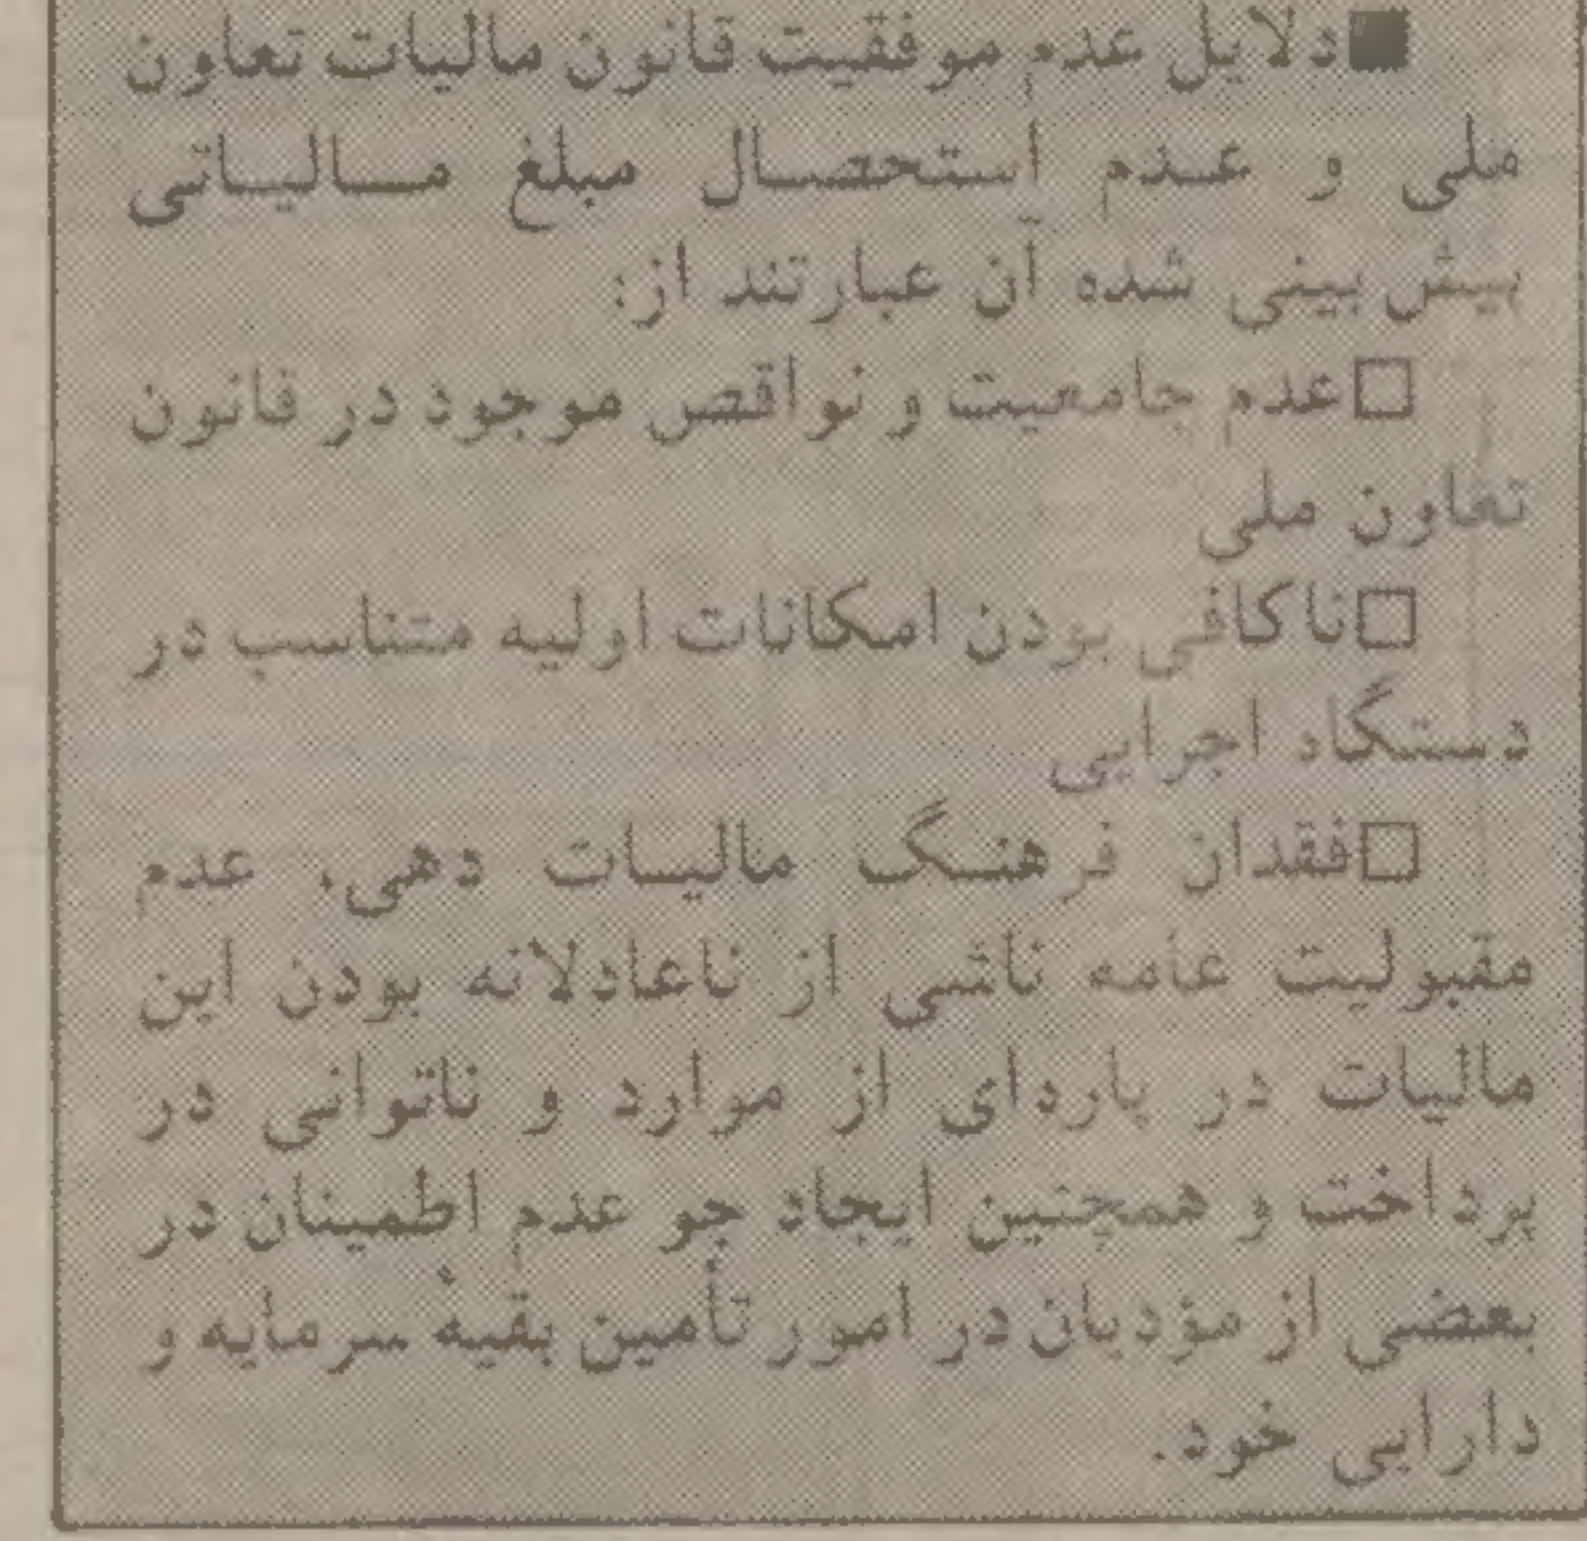 ■دلایل عدم موفقیت قانون مالیات تعاون
ملی و عدم استحصال مبلغ مالیاتی
پیش بینی شده آن عبارتند از:
□عدم جامعیت و نواقص موجود در قانون
تعاون ملی
□ناکافی بودن امکانات اولیه متناسب در
دستگاه اجرایی
□فقدان فرهنگ مالیات دهی، عدم
مقبولیت عامه ناشی از ناعادلانه بودن این
مالیات در پاره‌ای از موارد و ناتوانی در
پرداخت و همچنین ایجاد جو عدم اطمینان در
بعضی از مؤدیان در امور تأمین بقیهٔ سرمایه و
دارایی خود.